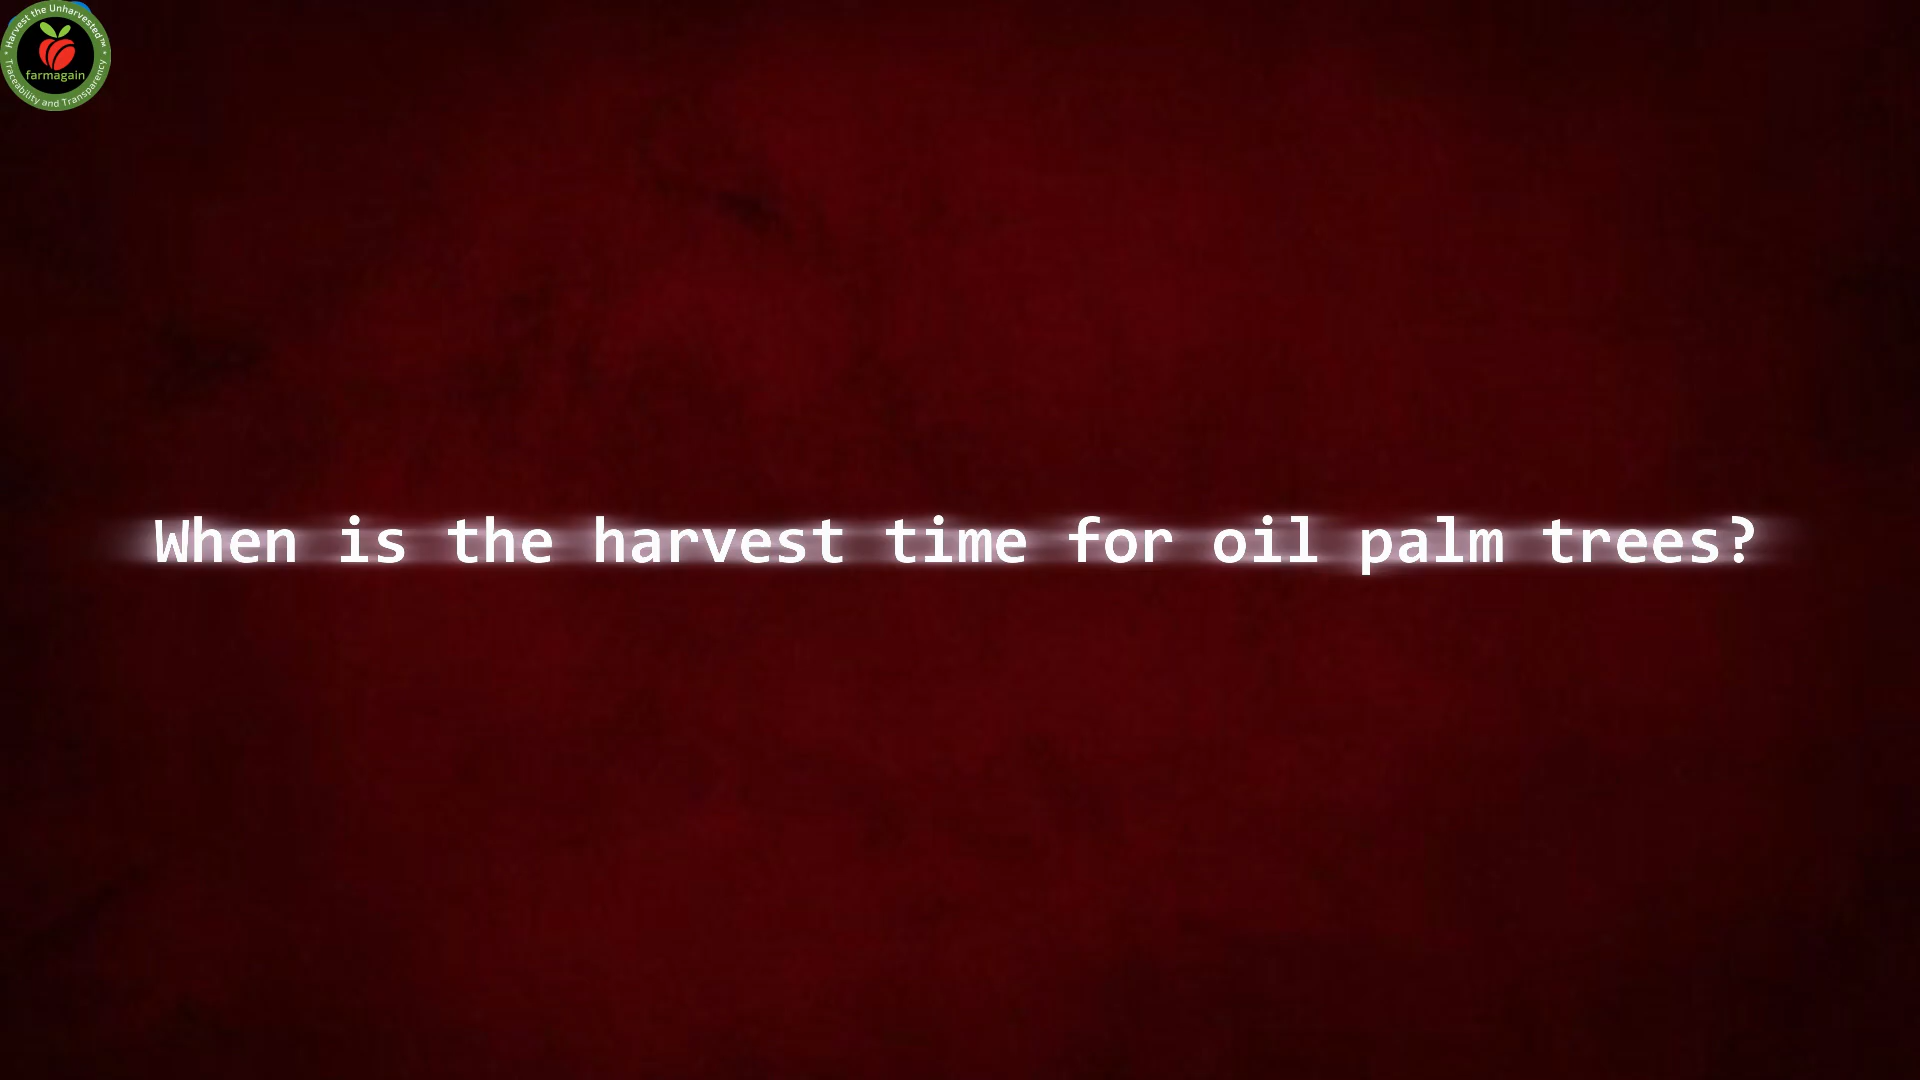 Harvest the Unharvested™
farmagain
Traceability and Transparency
When is the harvest time for oil palm trees?